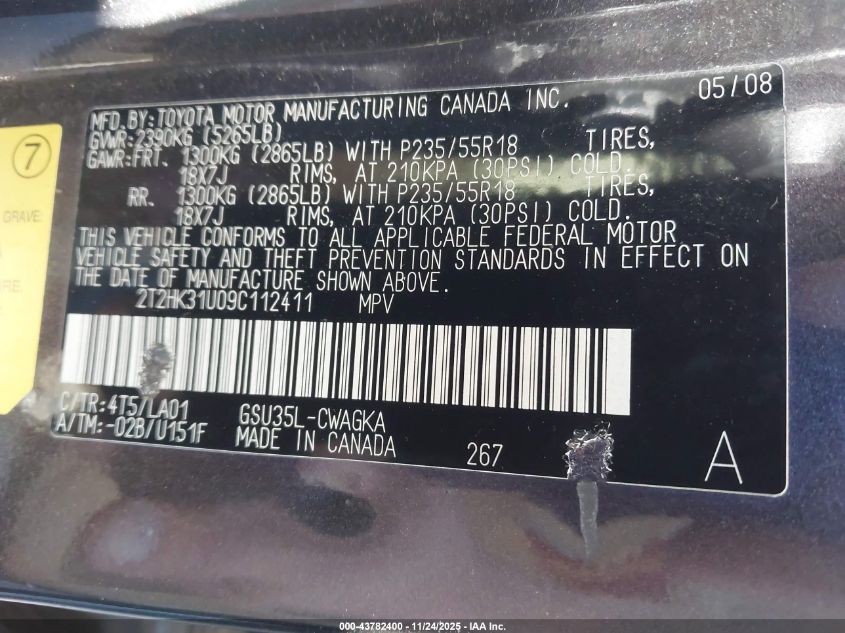 05/08
MFD. BY: TOYOTA MOTOR MANUFACTURING CANADA INC.
GVWR: 2390KG (5265LB)
GAWR: FRT. 1300KG (2865LB) WITH P235/55R18 TIRES,
18X7J RIMS, AT 210KPA (30PSI) COLD.
RR. 1300KG (2865LB) WITH P235/55R18 TIRES,
18X7J RIMS, AT 210KPA (30PSI) COLD.
THIS VEHICLE CONFORMS TO ALL APPLICABLE FEDERAL MOTOR
VEHICLE SAFETY AND THEFT PREVENTION STANDARDS IN EFFECT ON
THE DATE OF MANUFACTURE SHOWN ABOVE.
2T2HK31U09C112411 MPV
C/TR: 4T5/LA01 GSU35L-CWAGKA
A/TM: -02B/U151F MADE IN CANADA 267 A
7
GRAVE
000-43782400 - 11/24/2025 - IAA Inc.